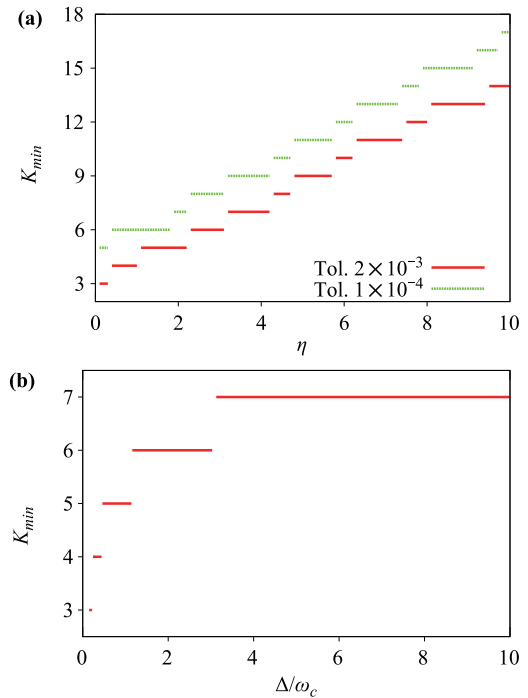 (a)
18
15
12
9
6
3
K_min
Tol. 2 × 10⁻³
Tol. 1 × 10⁻⁴
0 2 4 6 8 10
η
(b)
7
6
5
4
3
K_min
0 2 4 6 8 10
Δ/ω_c